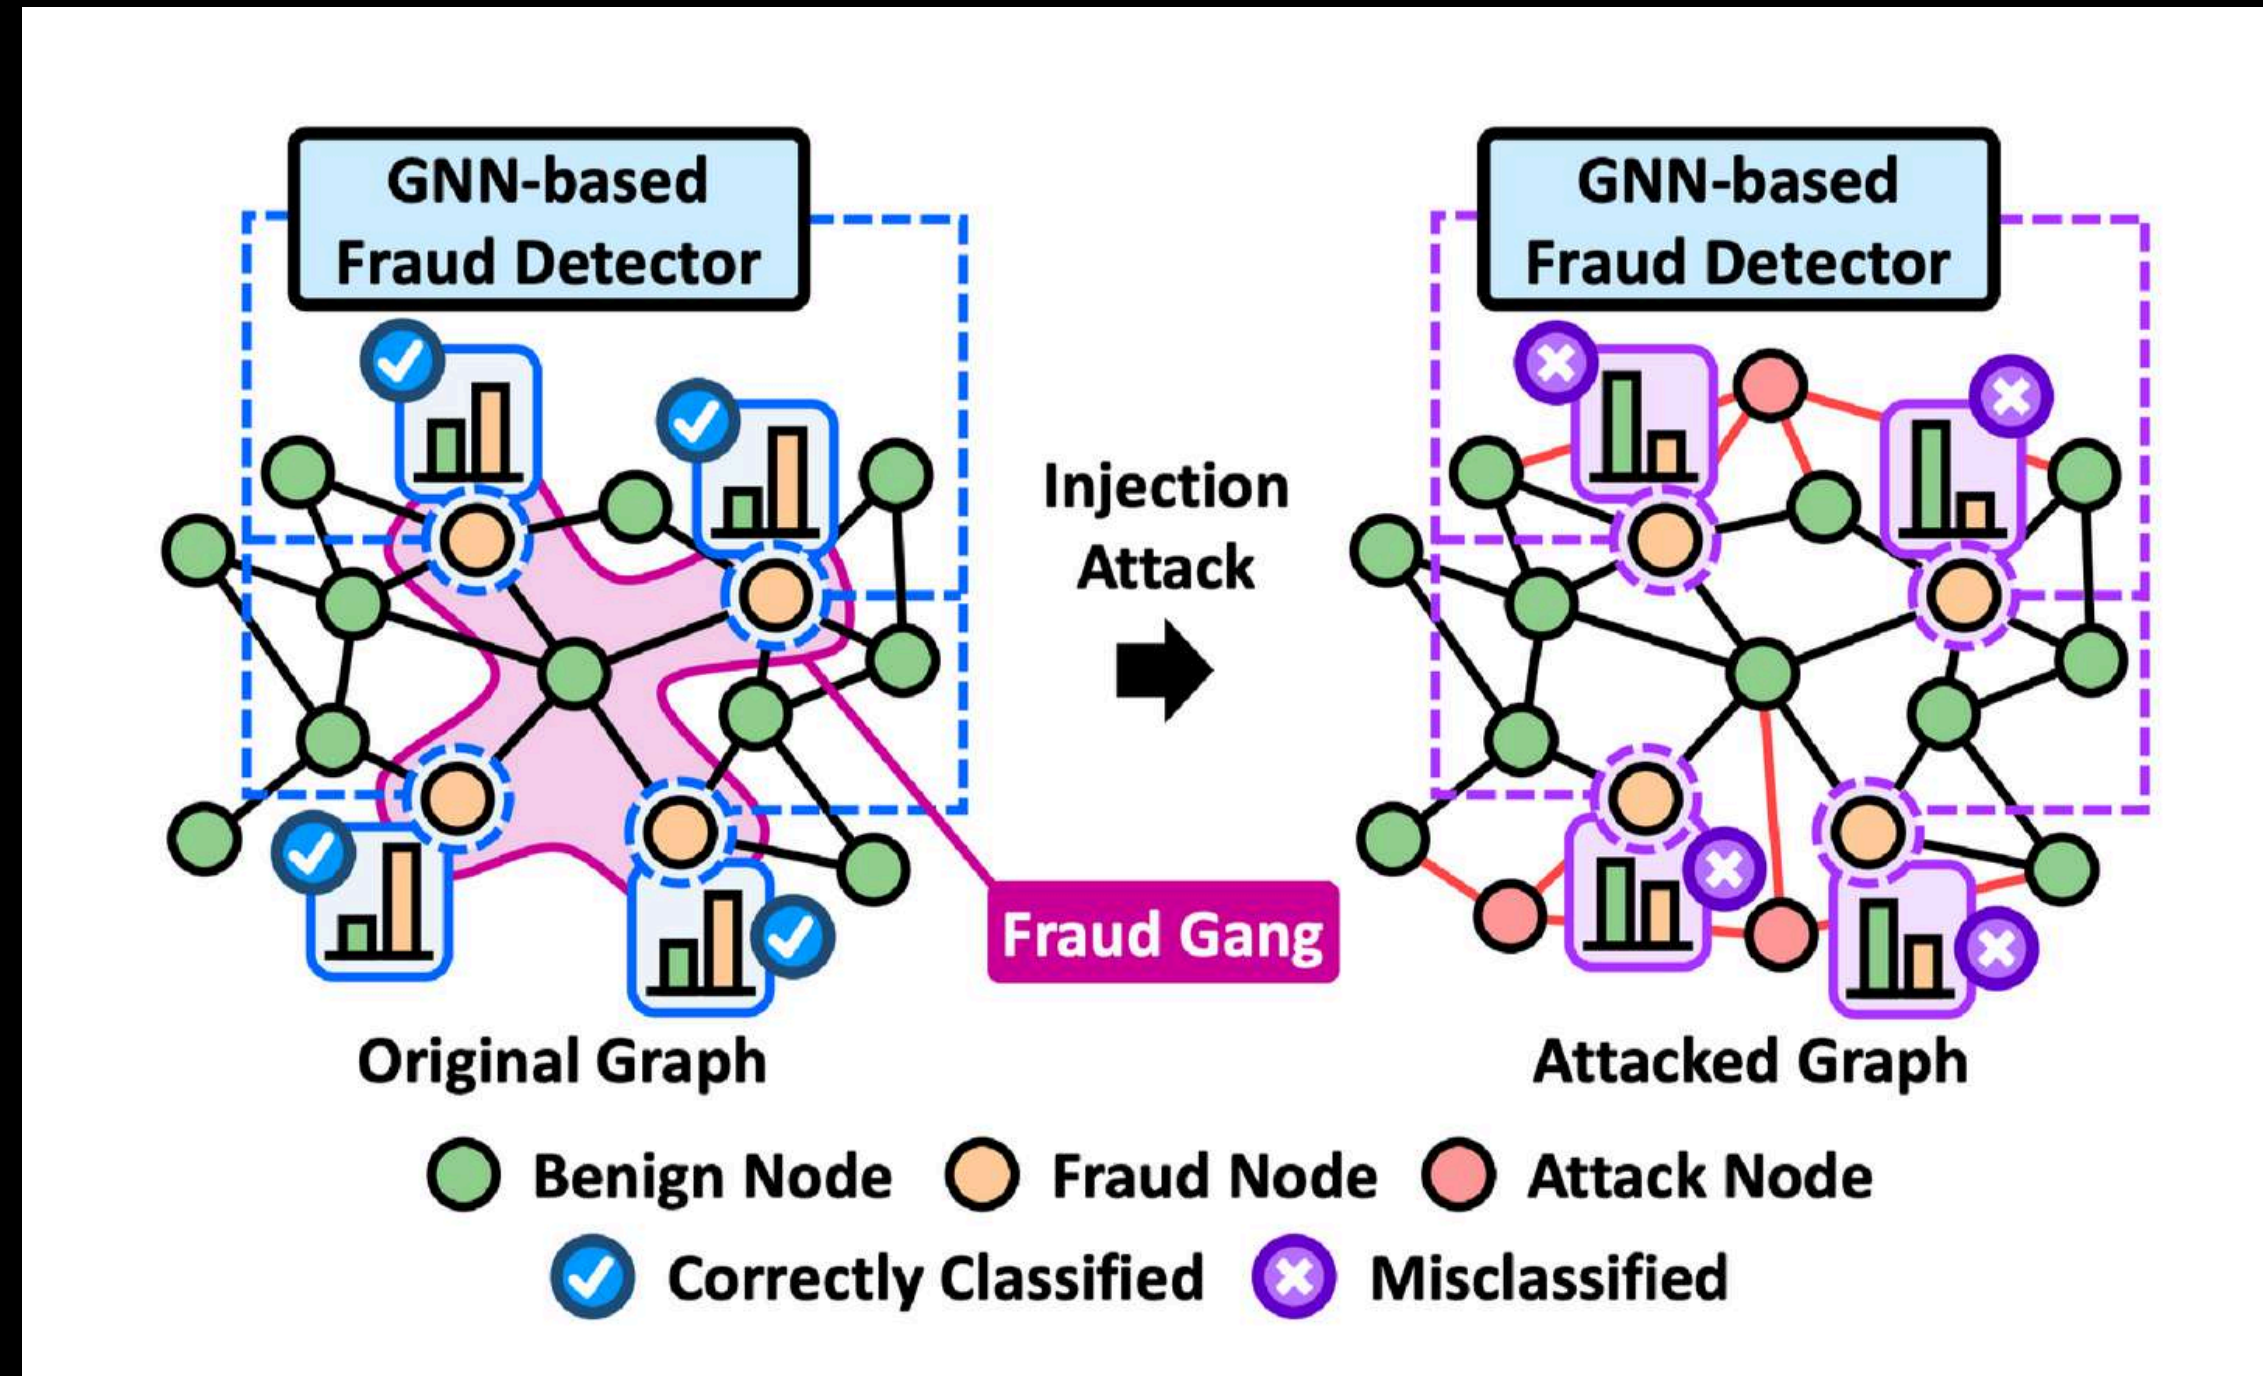 GNN-based
Fraud Detector
GNN-based
Fraud Detector
Injection
Attack
Fraud Gang
Original Graph
Attacked Graph
Benign Node
Fraud Node
Attack Node
Correctly Classified
Misclassified